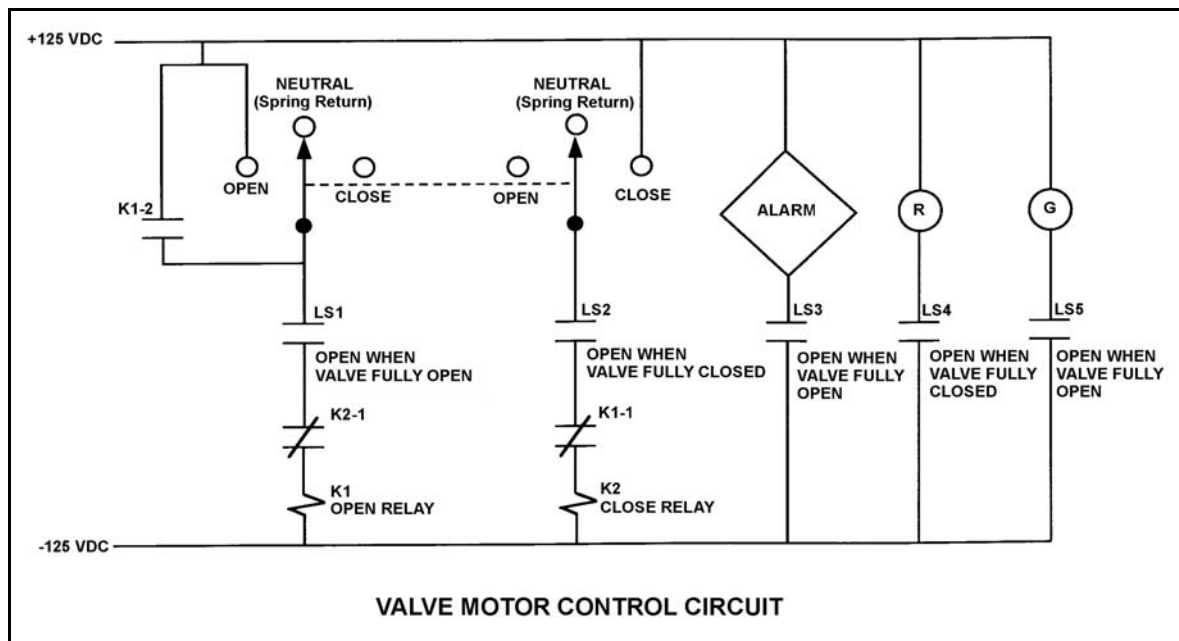 +125 VDC
NEUTRAL
(Spring Return)
NEUTRAL
(Spring Return)
OPEN
CLOSE
OPEN
CLOSE
K1-2
ALARM
R
G
LS1
OPEN WHEN
VALVE FULLY OPEN
LS2
OPEN WHEN
VALVE FULLY CLOSED
LS3
OPEN WHEN
VALVE FULLY
OPEN
LS4
OPEN WHEN
VALVE FULLY
CLOSED
LS5
OPEN WHEN
VALVE FULLY
OPEN
K2-1
K1-1
K1
OPEN RELAY
K2
CLOSE RELAY
-125 VDC
VALVE MOTOR CONTROL CIRCUIT